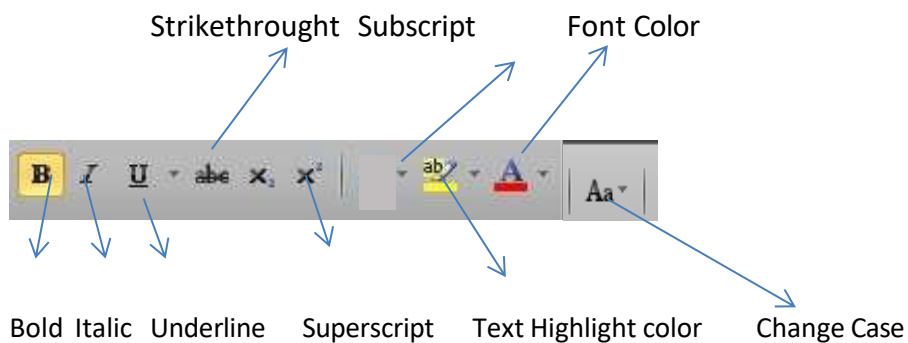 Strikethrought Subscript Font Color
B I U abc x₂ x² ab A Aa
Bold Italic Underline Superscript Text Highlight color Change Case